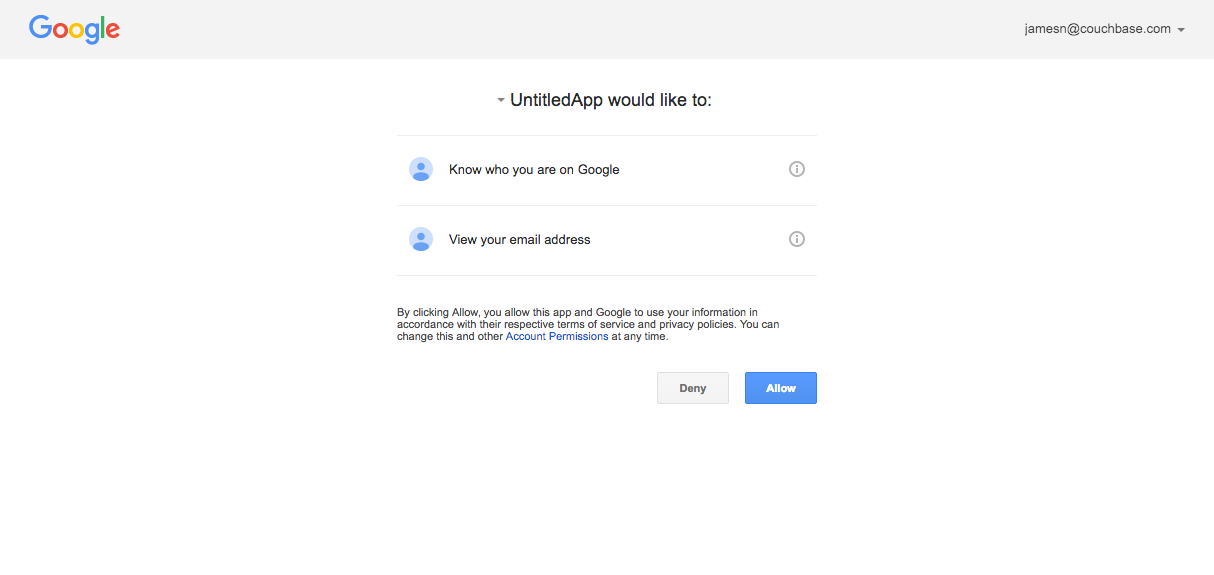 Google
jamesn@couchbase.com
UntitledApp would like to:
Know who you are on Google
View your email address
By clicking Allow, you allow this app and Google to use your information in
accordance with their respective terms of service and privacy policies. You can
change this and other Account Permissions at any time.
Deny
Allow